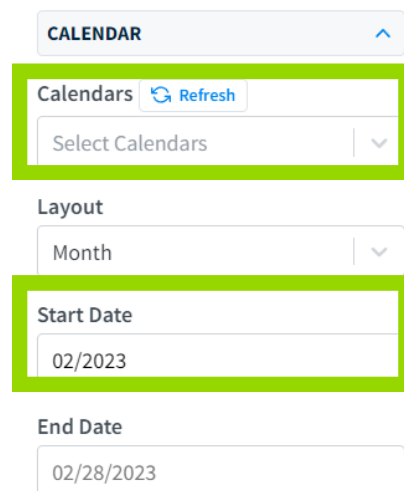 CALENDAR
Calendars Refresh
Select Calendars
Layout
Month
Start Date
02/2023
End Date
02/28/2023